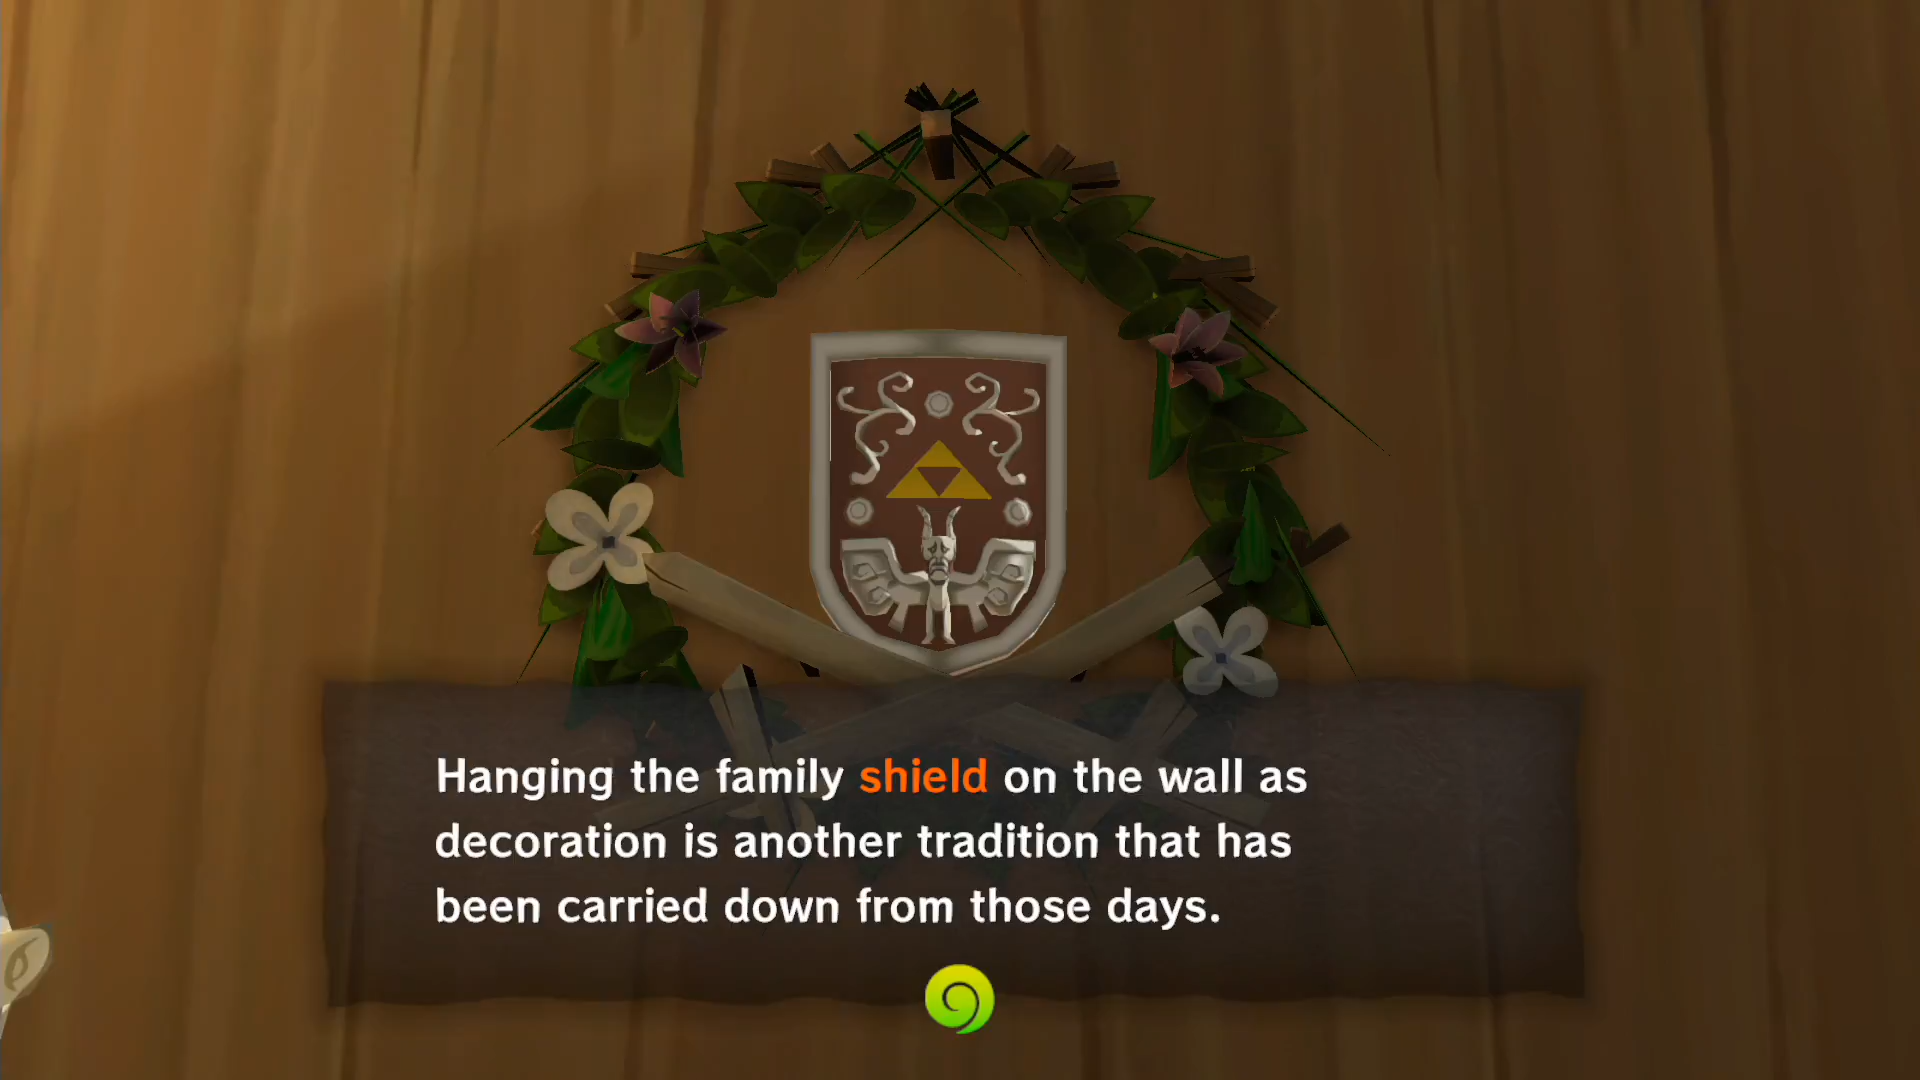 Hanging the family shield on the wall as
decoration is another tradition that has
been carried down from those days.